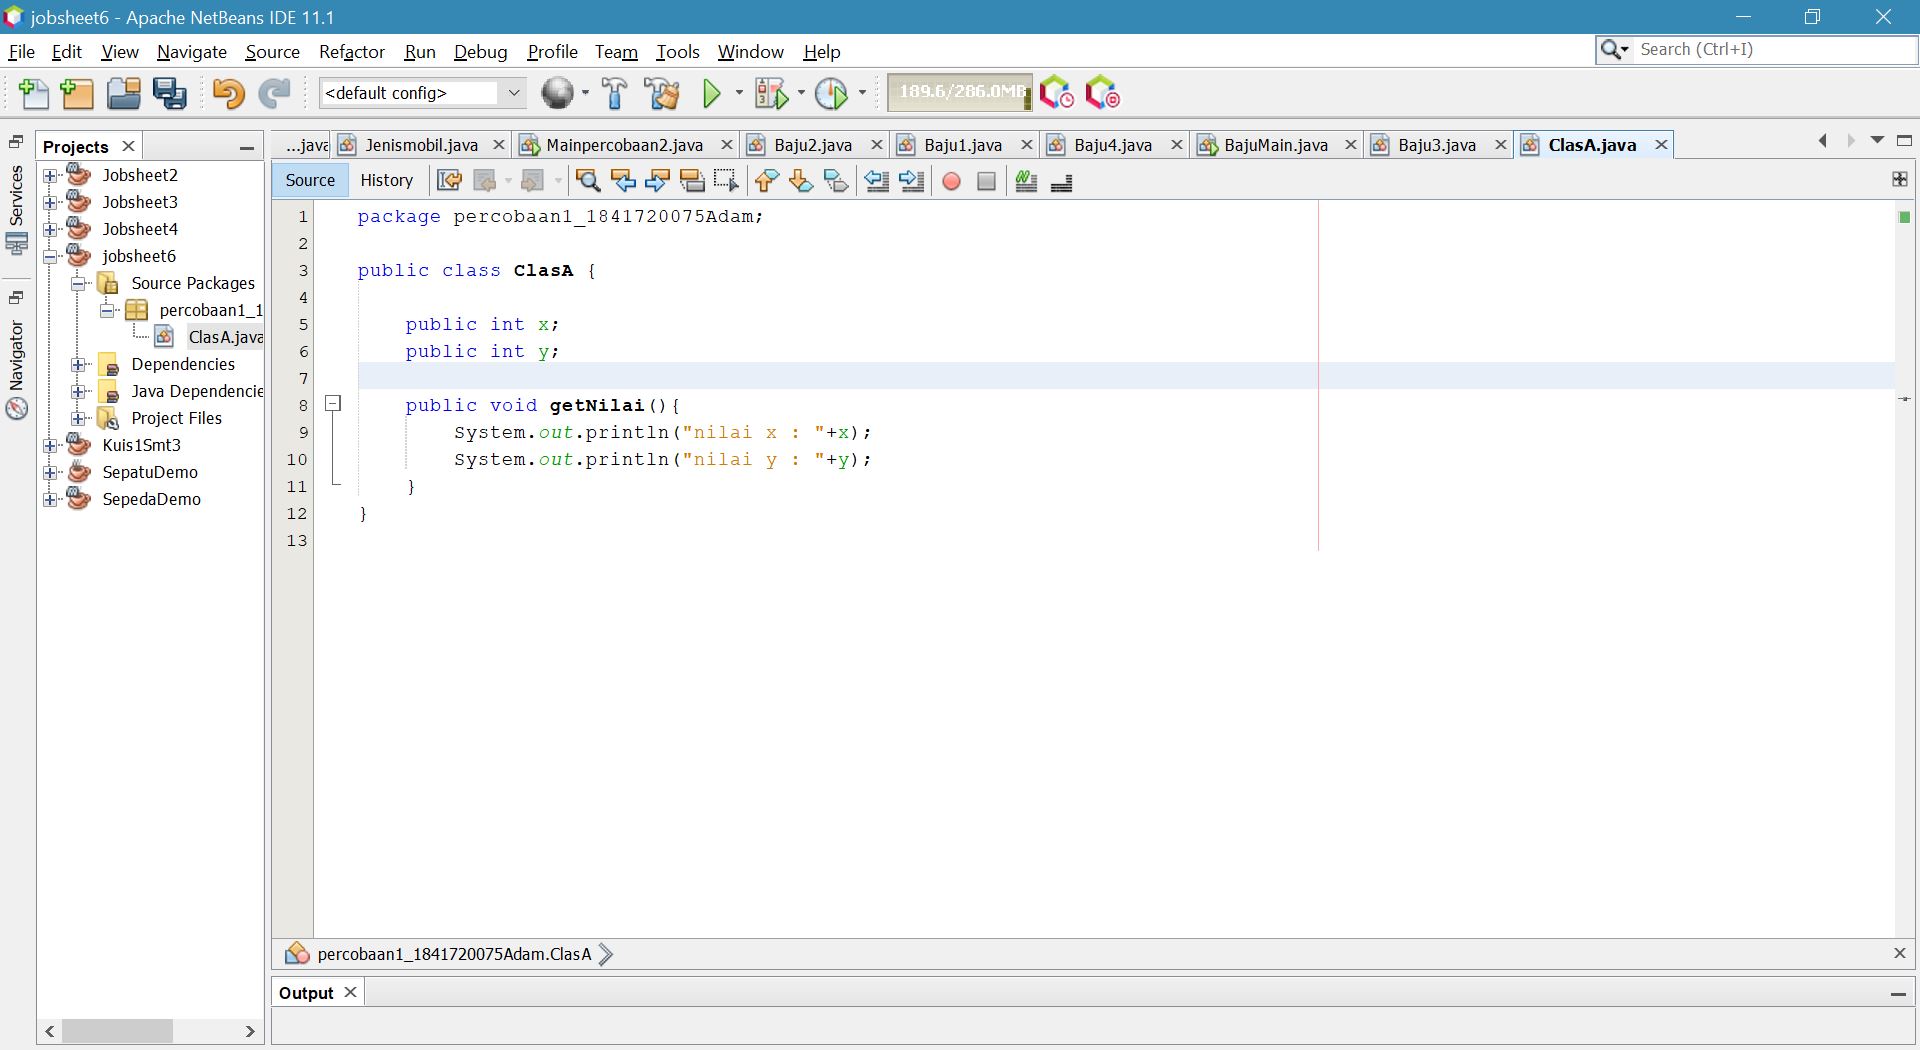 jobsheet6 - Apache NetBeans IDE 11.1
File Edit View Navigate Source Refactor Run Debug Profile Team Tools Window Help
Search (Ctrl+I)
<default config>
189.6/286.0MB
Services
Navigator
Projects
Jobsheet2
Jobsheet3
Jobsheet4
jobsheet6
Source Packages
percobaan1_1
ClasA.java
Dependencies
Java Dependencie
Project Files
Kuis1Smt3
SepatuDemo
SepedaDemo
...java Jenismobil.java Mainpercobaan2.java Baju2.java Baju1.java Baju4.java BajuMain.java Baju3.java ClasA.java
Source History
1 package percobaan1_1841720075Adam;
2
3 public class ClasA {
4
5 public int x;
6 public int y;
7
8 public void getNilai(){
9 System.out.println("nilai x : "+x);
10 System.out.println("nilai y : "+y);
11 }
12 }
13
percobaan1_1841720075Adam.ClasA
Output